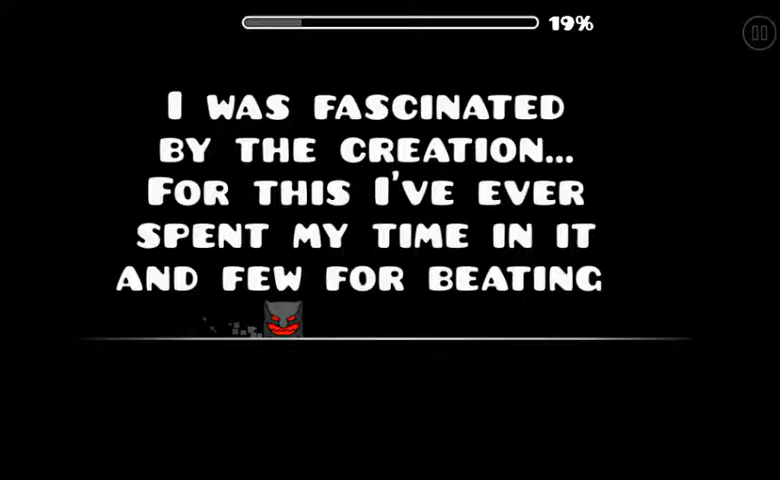 19%
I was fascinated
by the creation...
For this I've ever
spent my time in it
and few for beating